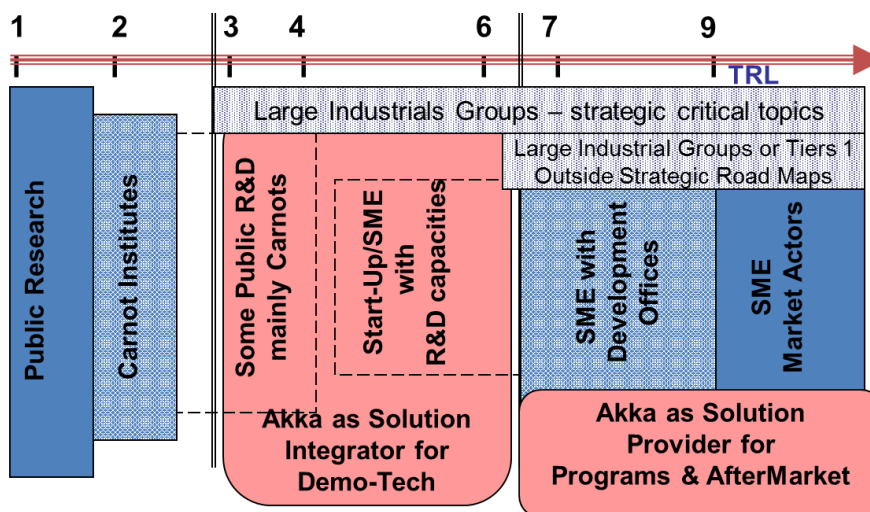 1
2
3
4
6
7
9
TRL
Large Industrials Groups – strategic critical topics
Large Industrial Groups or Tiers 1
Outside Strategic Road Maps
Public Research
Carnot Institutes
Some Public R&D
mainly Carnots
Start-Up/SME
with
R&D capacities
SME with
Development
Offices
SME
Market Actors
Akka as Solution
Integrator for
Demo-Tech
Akka as Solution
Provider for
Programs & AfterMarket